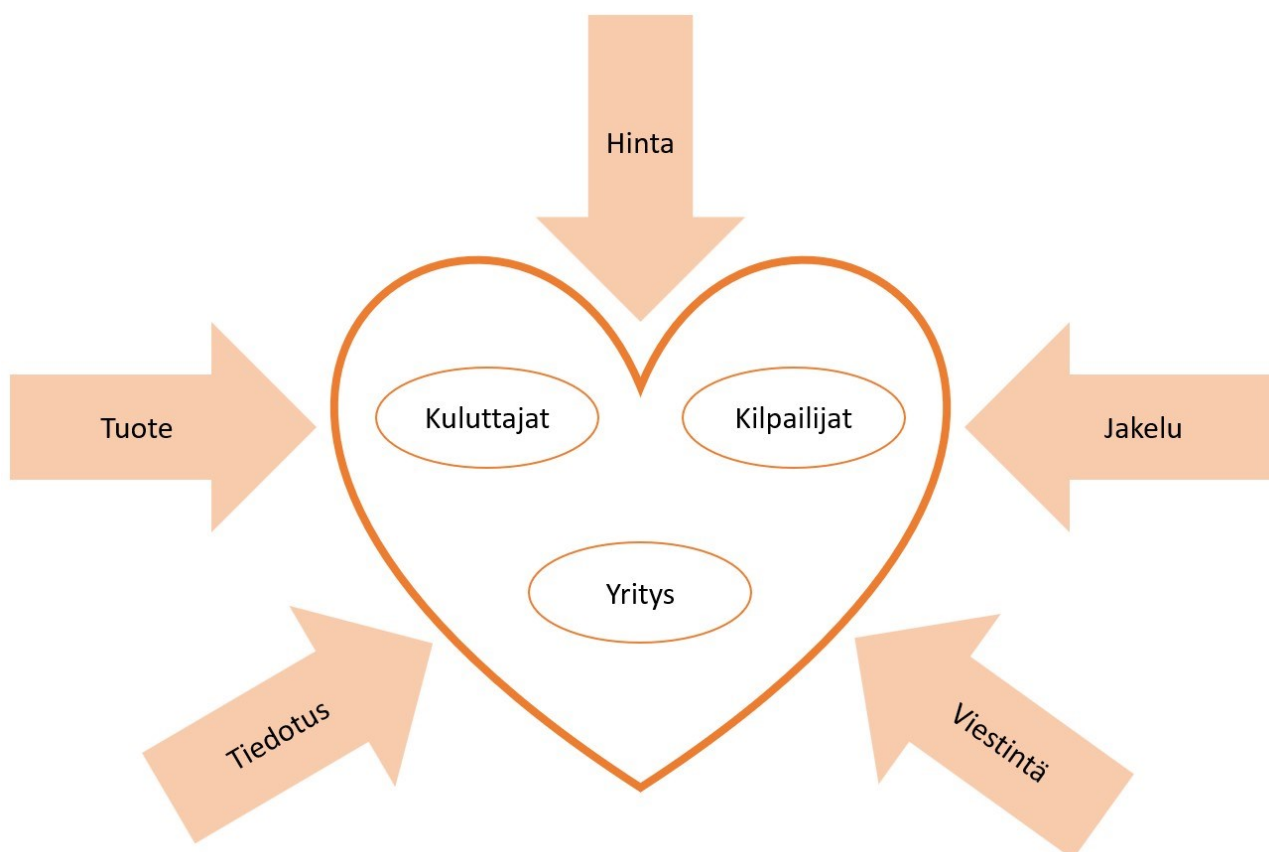 Hinta
Tuote
Kuluttajat
Kilpailijat
Jakelu
Yritys
Tiedotus
Viestintä